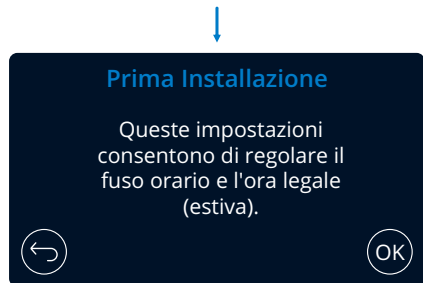 Prima Installazione
Queste impostazioni
consentono di regolare il
fuso orario e l'ora legale
(estiva).
OK